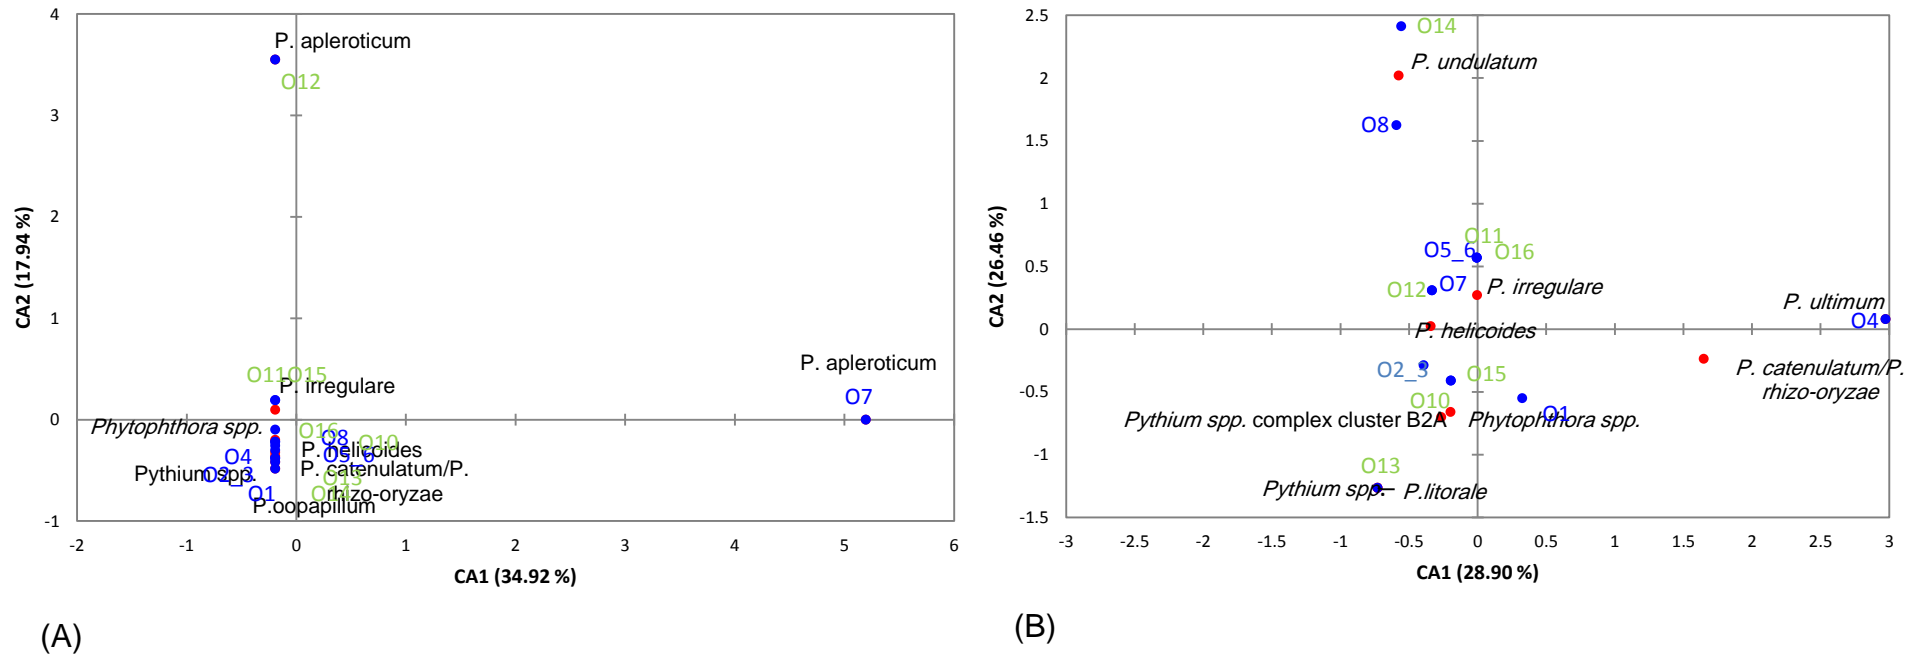 4
P. apleroticum
O12
3
2
CA2 (17.94 %)
1
P. apleroticum
O11 O15
P. Irregulare
O7
0
Phytophthora spp.
O16
O8
O10
P. helicoides
O4
O5_6
Pythium spp.
O2_3
P. catenulatum/P.
O13
rhizo-oryzae
O14
O1
P.oopapillum
-1
-2 -1 0 1 2 3 4 5 6
CA1 (34.92 %)
(A)
2.5
O14
P. undulatum
2
O8
1.5
1
O11
O5_6
O16
0.5
O7
O12
P. irregulare
CA2 (26.46 %)
P. ultimum
O4
0
P. helicoides
O2_3
O15
P. catenulatum/P.
rhizo-oryzae
-0.5
O10
O1
Pythium spp. complex cluster B2A
Phytophthora spp.
-1
O13
Pythium spp.
P.litorale
-1.5
-3 -2.5 -2 -1.5 -1 -0.5 0 0.5 1 1.5 2 2.5 3
CA1 (28.90 %)
(B)